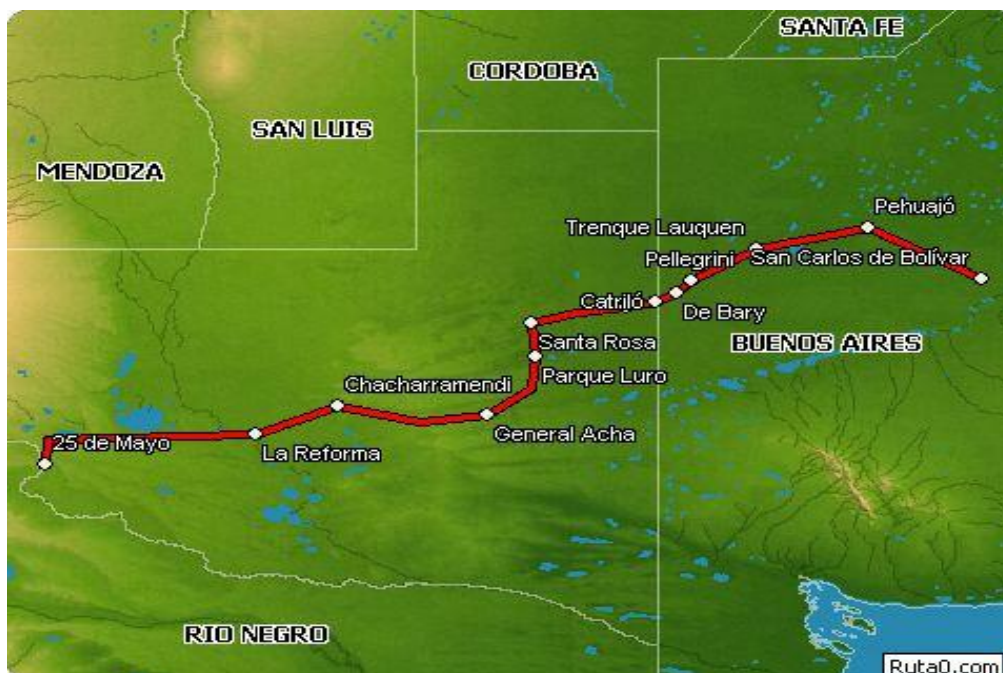 SANTA FE
CORDOBA
SAN LUIS
MENDOZA
Pehuajó
Trenque Lauquen
Pellegrini
San Carlos de Bolívar
Catriló
De Bary
Santa Rosa
BUENOS AIRES
Parque Luro
Chacharramendi
General Acha
25 de Mayo
La Reforma
RIO NEGRO
Ruta0.com